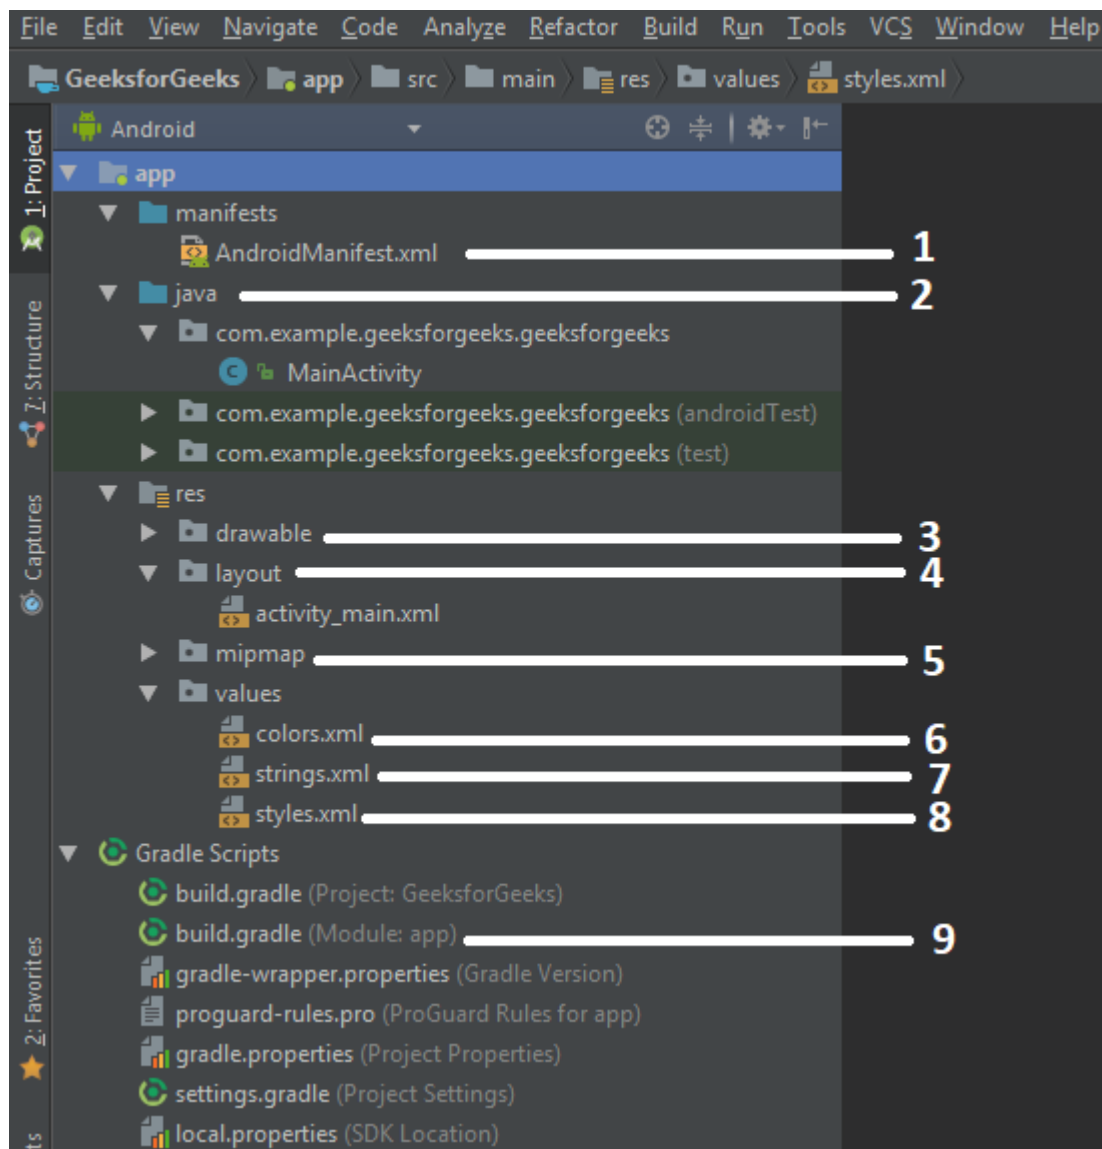 File Edit View Navigate Code Analyze Refactor Build Run Tools VCS Window Help
GeeksforGeeks app src main res values styles.xml
1: Project
7: Structure
Captures
2: Favorites
Android
app
manifests
AndroidManifest.xml 1
java 2
com.example.geeksforgeeks.geeksforgeeks
C MainActivity
com.example.geeksforgeeks.geeksforgeeks (androidTest)
com.example.geeksforgeeks.geeksforgeeks (test)
res
drawable 3
layout 4
activity_main.xml
mipmap 5
values
colors.xml 6
strings.xml 7
styles.xml 8
Gradle Scripts
build.gradle (Project: GeeksforGeeks)
build.gradle (Module: app) 9
gradle-wrapper.properties (Gradle Version)
proguard-rules.pro (ProGuard Rules for app)
gradle.properties (Project Properties)
settings.gradle (Project Settings)
local.properties (SDK Location)